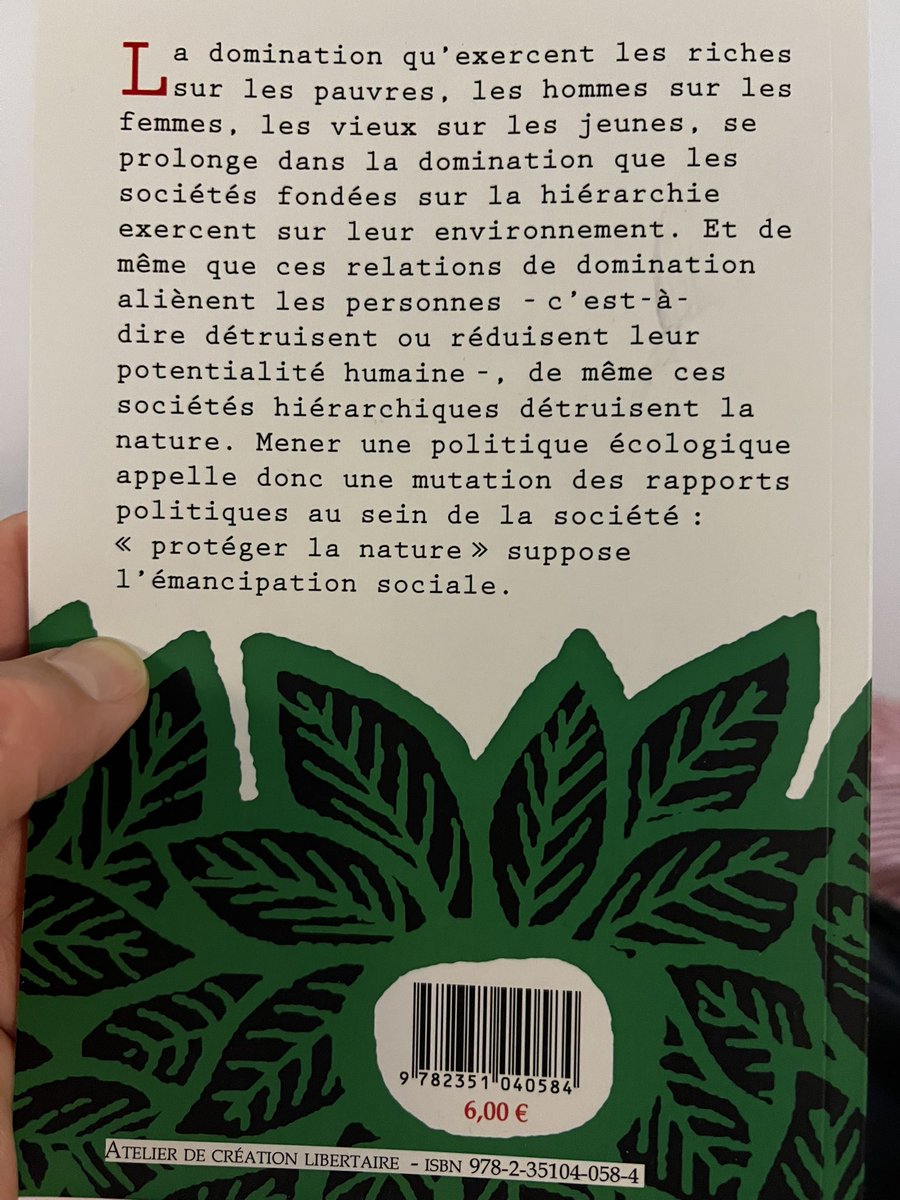 La domination qu'exercent les riches
sur les pauvres, les hommes sur les
femmes, les vieux sur les jeunes, se
prolonge dans la domination que les
sociétés fondées sur la hiérarchie
exercent sur leur environnement. Et de
même que ces relations de domination
aliènent les personnes - c'est-à-
dire détruisent ou réduisent leur
potentialité humaine -, de même ces
sociétés hiérarchiques détruisent la
nature. Mener une politique écologique
appelle donc une mutation des rapports
politiques au sein de la société :
« protéger la nature » suppose
l'émancipation sociale.
9 782351 040584
6,00 €
ATELIER DE CRÉATION LIBERTAIRE - ISBN 978-2-35104-058-4